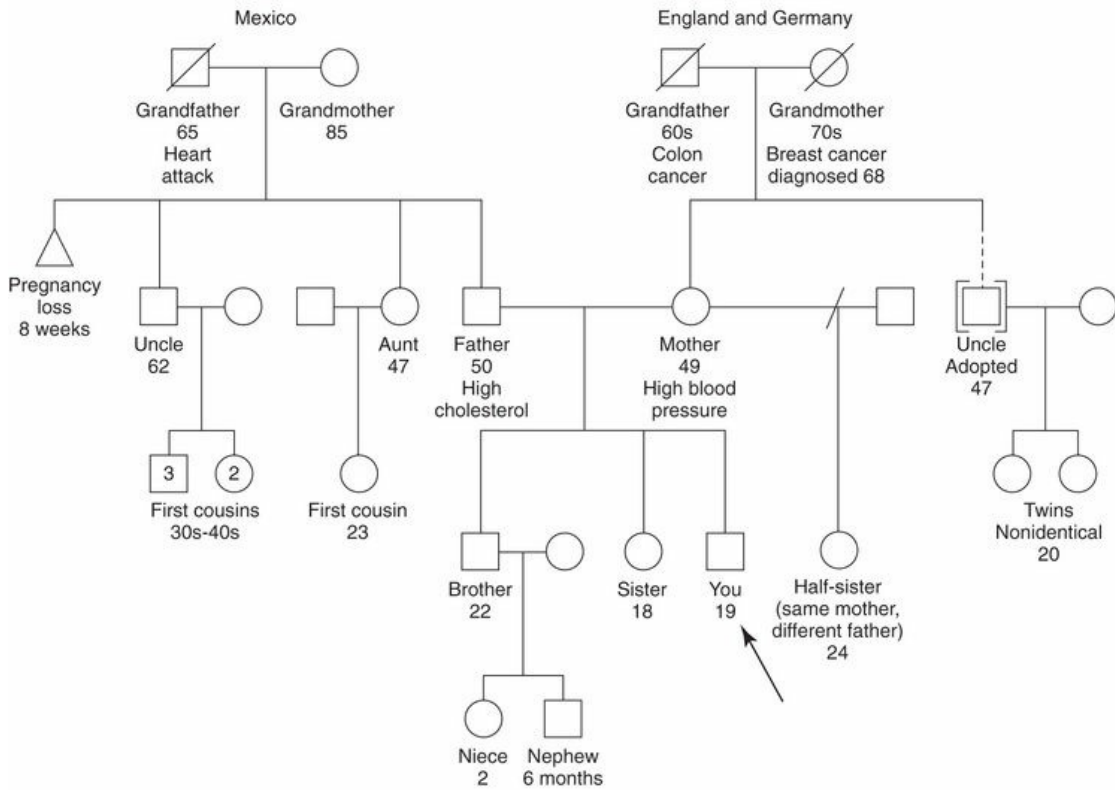 Mexico
England and Germany
Grandfather
65
Heart
attack
Grandmother
85
Grandfather
60s
Colon
cancer
Grandmother
70s
Breast cancer
diagnosed 68
Pregnancy
loss
8 weeks
Uncle
62
Aunt
47
Father
50
High
cholesterol
Mother
49
High blood
pressure
Uncle
Adopted
47
3
2
First cousins
30s-40s
First cousin
23
Twins
Nonidentical
20
Brother
22
Sister
18
You
19
Half-sister
(same mother,
different father)
24
Niece
2
Nephew
6 months